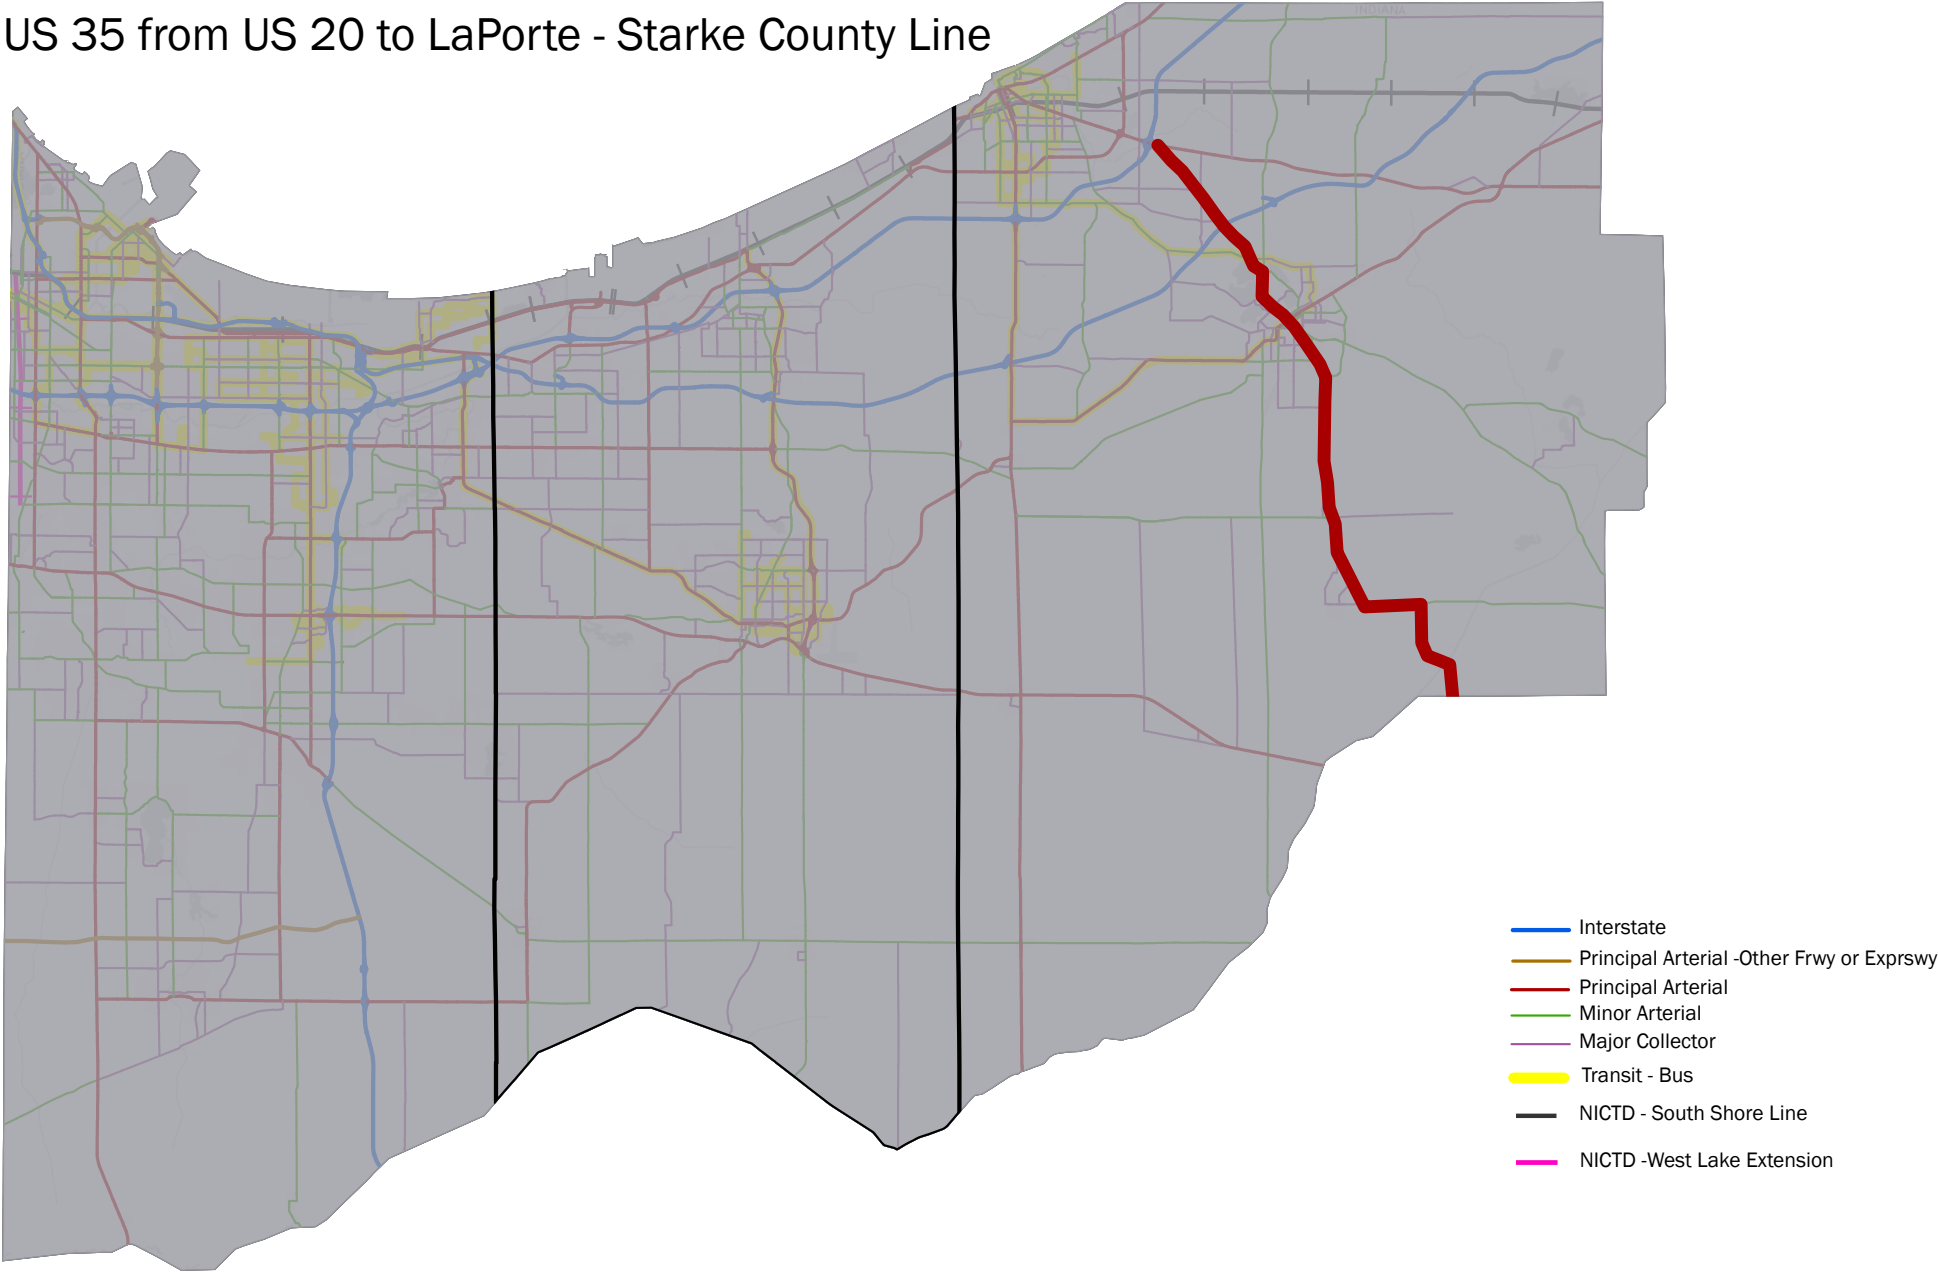 US 35 from US 20 to LaPorte - Starke County Line
INDIANA
Interstate
Principal Arterial -Other Frwy or Exprswy
Principal Arterial
Minor Arterial
Major Collector
Transit - Bus
NICTD - South Shore Line
NICTD -West Lake Extension